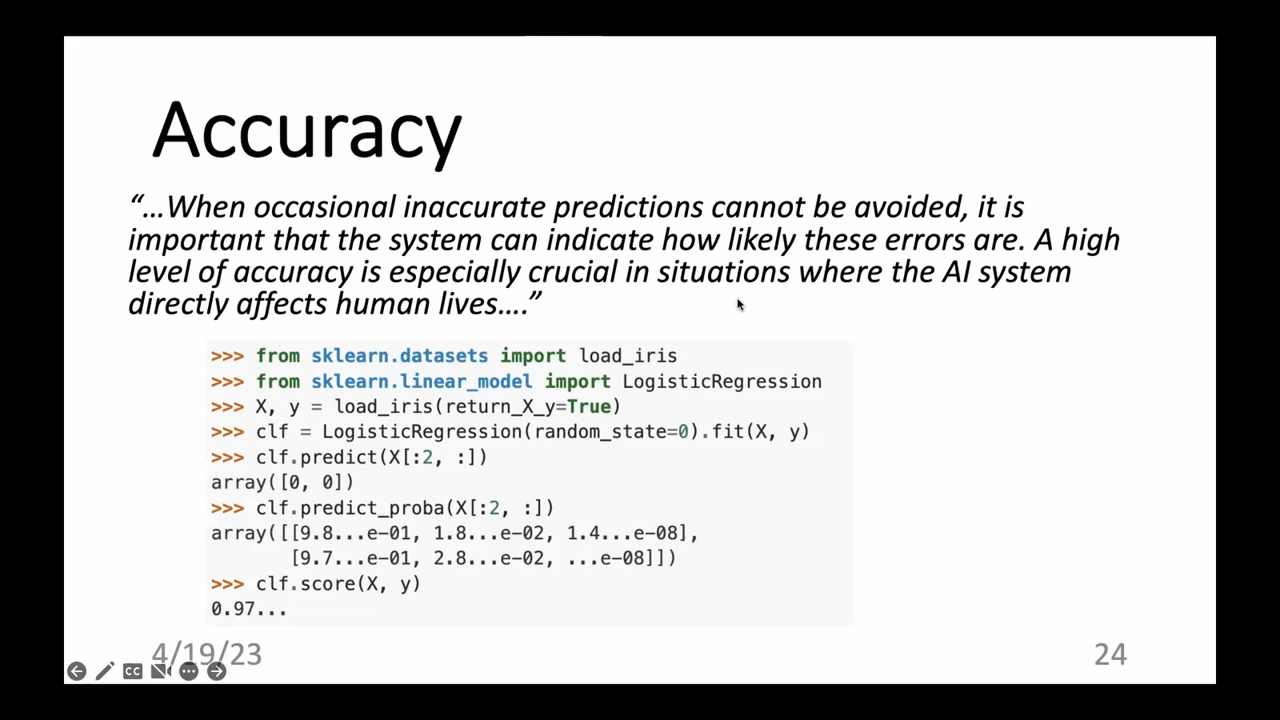 Accuracy
“…When occasional inaccurate predictions cannot be avoided, it is
important that the system can indicate how likely these errors are. A high
level of accuracy is especially crucial in situations where the AI system
directly affects human lives….”
>>> from sklearn.datasets import load_iris
>>> from sklearn.linear_model import LogisticRegression
>>> X, y = load_iris(return_X_y=True)
>>> clf = LogisticRegression(random_state=0).fit(X, y)
>>> clf.predict(X[:2, :])
array([0, 0])
>>> clf.predict_proba(X[:2, :])
array([[9.8...e-01, 1.8...e-02, 1.4...e-08],
       [9.7...e-01, 2.8...e-02, ...e-08]])
>>> clf.score(X, y)
0.97...
4/19/23
24
CC